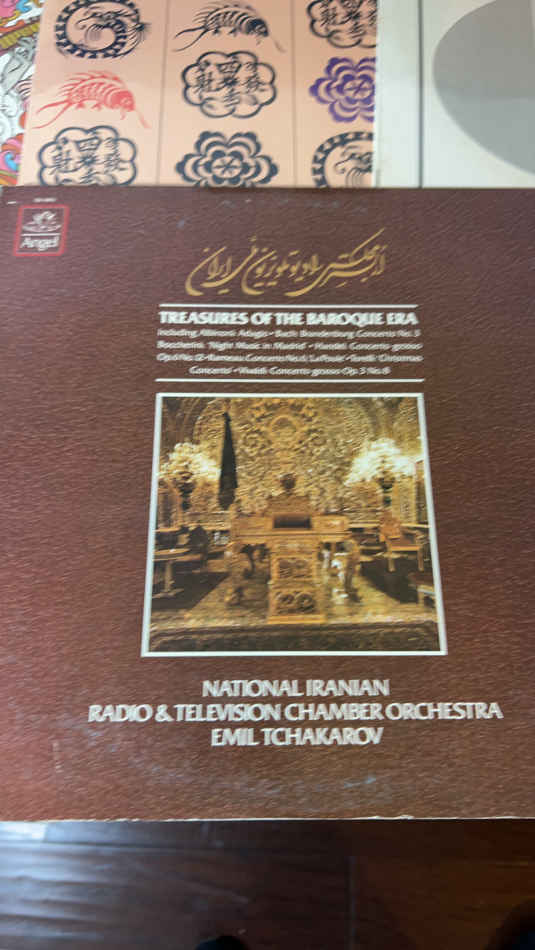 Angel
ارکستر مجلسی رادیو تلویزیون ملی ایران
TREASURES OF THE BAROQUE ERA
Including Albinoni: Adagio • Bach: Brandenburg Concerto No. 3
Boccherini: 'Night Music in Madrid' • Handel: Concerto grosso
Op. 6 No. 12 • Rameau: Concerto No. 6, 'La Poule' • Torelli: 'Christmas
Concerto' • Vivaldi: Concerto grosso Op. 3 No. 8
NATIONAL IRANIAN
RADIO & TELEVISION CHAMBER ORCHESTRA
EMIL TCHAKAROV